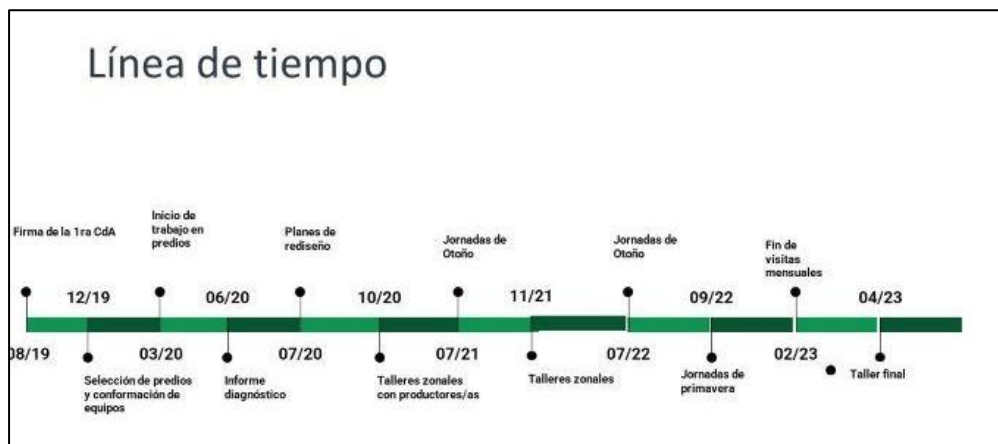 Línea de tiempo
Firma de la 1ra CdA
Inicio de
trabajo en
predios
Planes de
rediseño
Jornadas de
Otoño
Jornadas de
Otoño
Fin de
visitas
mensuales
12/19
06/20
10/20
11/21
09/22
04/23
08/19
03/20
07/20
07/21
07/22
02/23
Selección de predios
y conformación de
equipos
Informe
diagnóstico
Talleres zonales
con productores/as
Talleres zonales
Jornadas de
primavera
Taller final